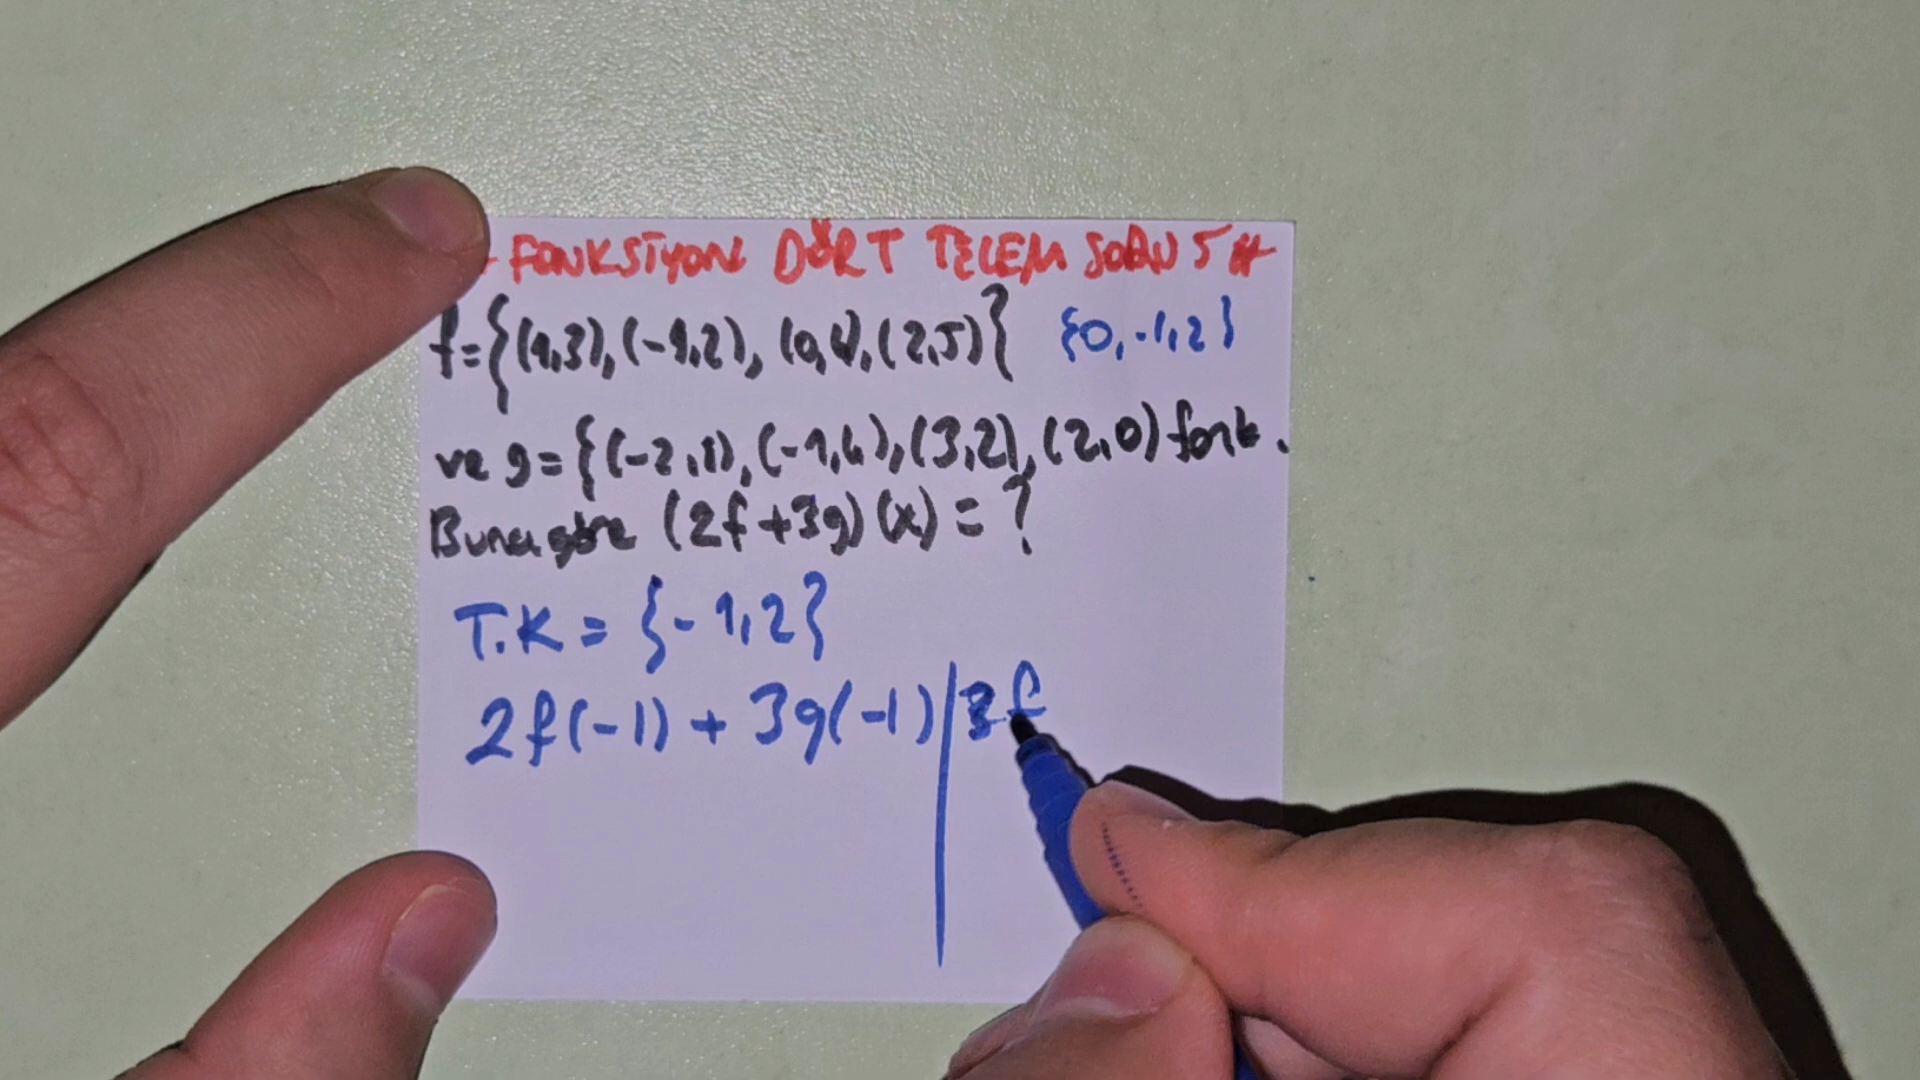 FONKSİYON DÖRT İŞLEM SORU 5 #
f={(1,3),(-1,2),(0,4),(2,5)} {0,-1,2}
ve g={(-2,1),(-1,4),(3,2),(2,0) fonk.
Buna göre (2f+3g)(x)=?
T.K = {-1,2}
2f(-1) + 3g(-1) | 2f